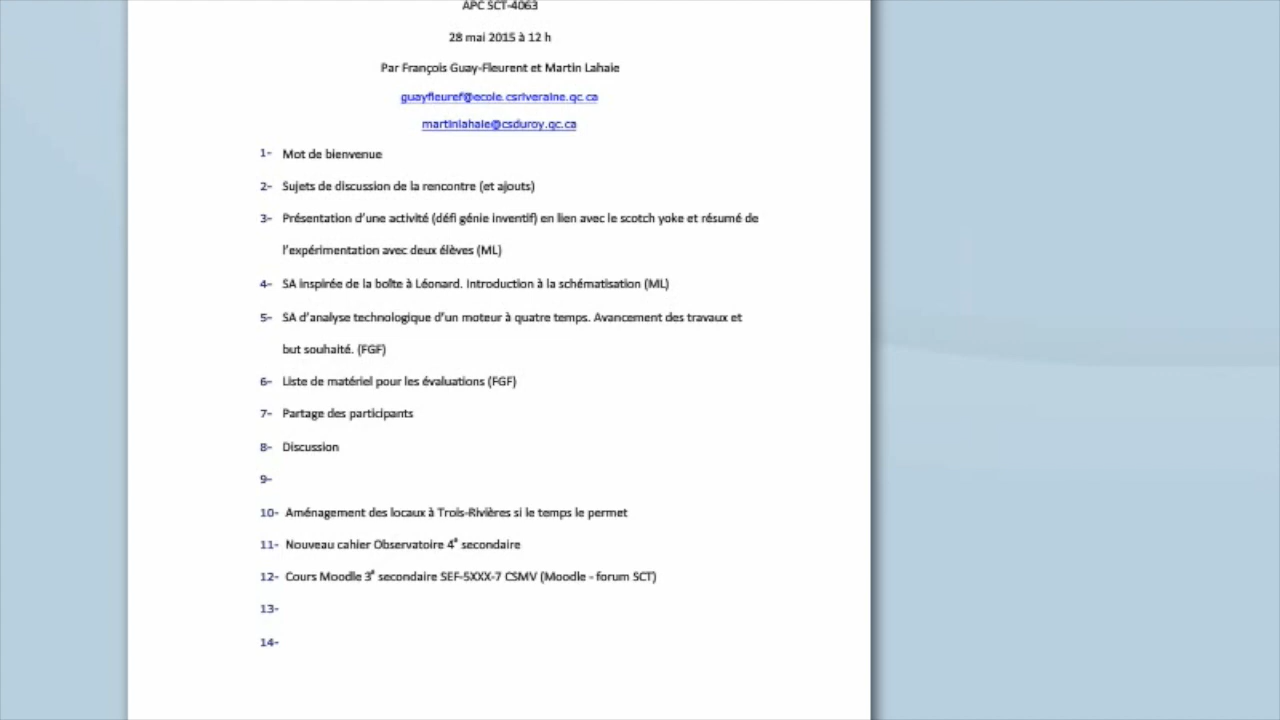 APC SCT-4063
28 mai 2015 à 12 h
Par François Guay-Fleurent et Martin Lahaie
guayfleuref@ecole.csriveraine.qc.ca
martinlahaie@csduroy.qc.ca
1- Mot de bienvenue
2- Sujets de discussion de la rencontre (et ajouts)
3- Présentation d'une activité (défi génie inventif) en lien avec le scotch yoke et résumé de
l'expérimentation avec deux élèves (ML)
4- SA inspirée de la boîte à Léonard. Introduction à la schématisation (ML)
5- SA d'analyse technologique d'un moteur à quatre temps. Avancement des travaux et
but souhaité. (FGF)
6- Liste de matériel pour les évaluations (FGF)
7- Partage des participants
8- Discussion
9-
10- Aménagement des locaux à Trois-Rivières si le temps le permet
11- Nouveau cahier Observatoire 4e secondaire
12- Cours Moodle 3e secondaire SEF-5XXX-7 CSMV (Moodle - forum SCT)
13-
14-